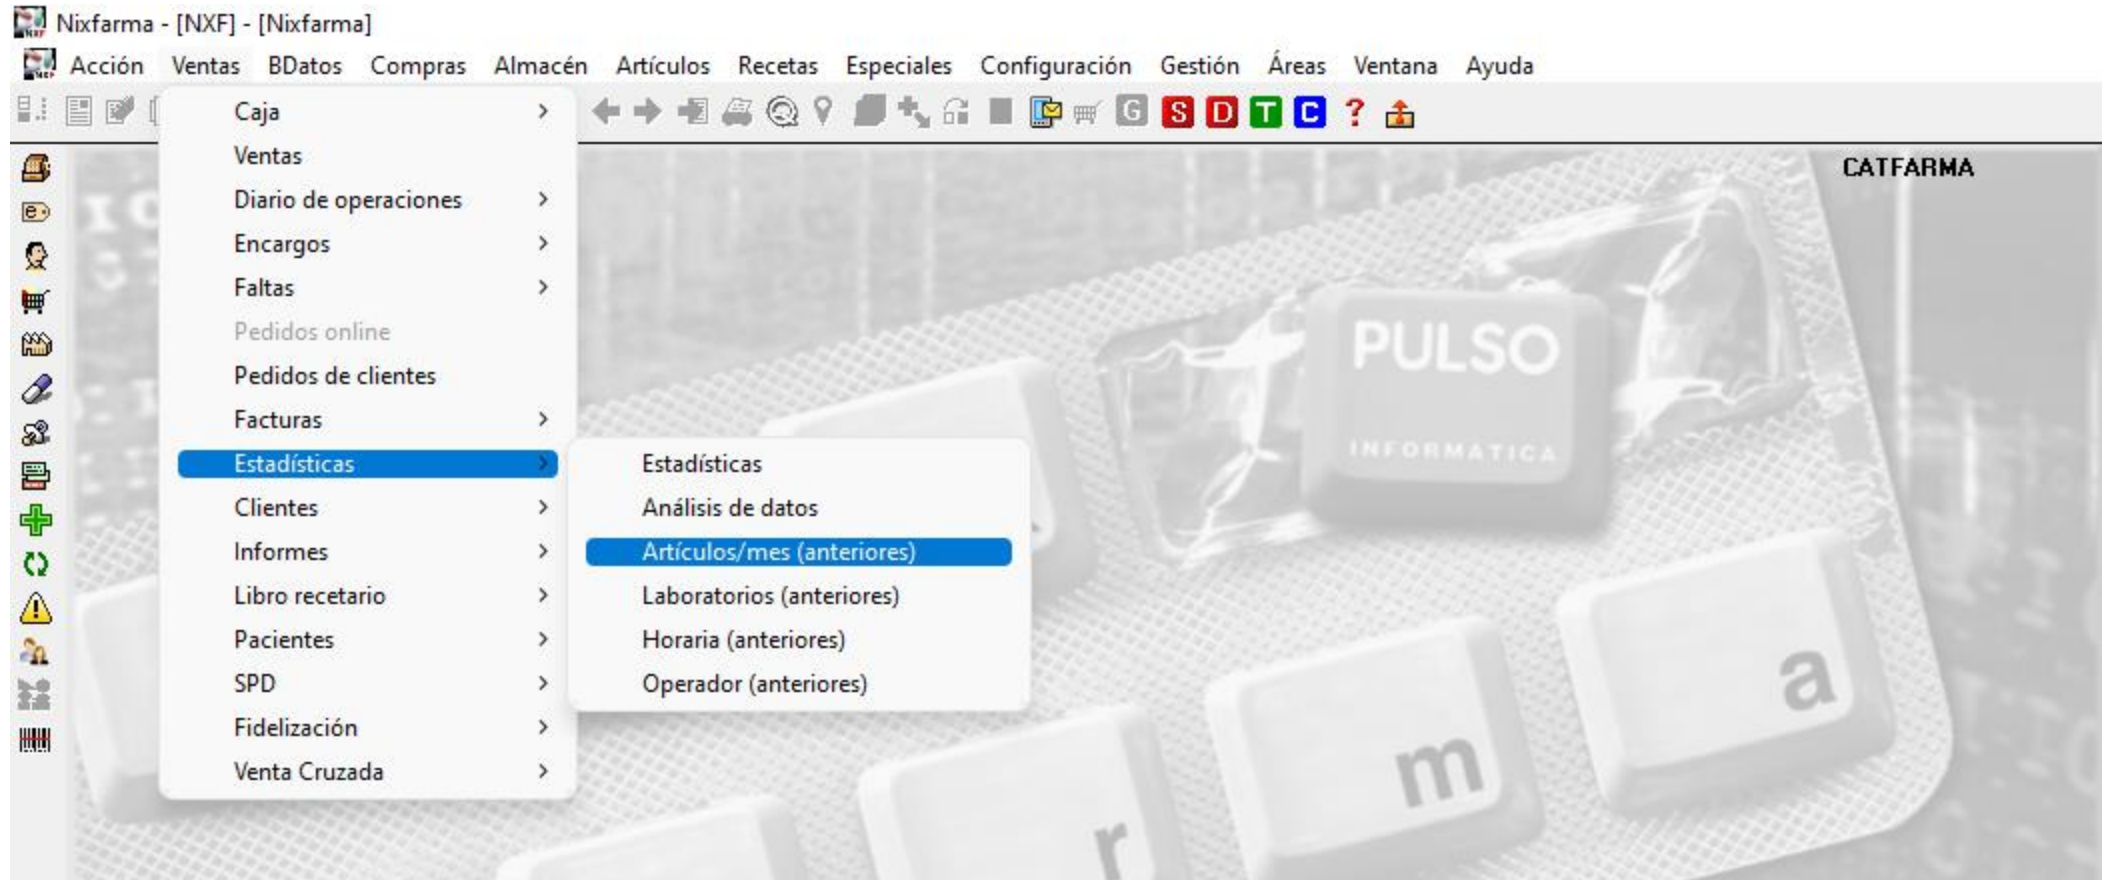 Nixfarma - [NXF] - [Nixfarma]
Acción Ventas BDatos Compras Almacén Artículos Recetas Especiales Configuración Gestión Áreas Ventana Ayuda
G S D T C ?
CATFARMA
Caja
Ventas
Diario de operaciones
Encargos
Faltas
Pedidos online
Pedidos de clientes
Facturas
Estadísticas
Clientes
Informes
Libro recetario
Pacientes
SPD
Fidelización
Venta Cruzada
Estadísticas
Análisis de datos
Artículos/mes (anteriores)
Laboratorios (anteriores)
Horaria (anteriores)
Operador (anteriores)
PULSO
INFORMATICA
r m a